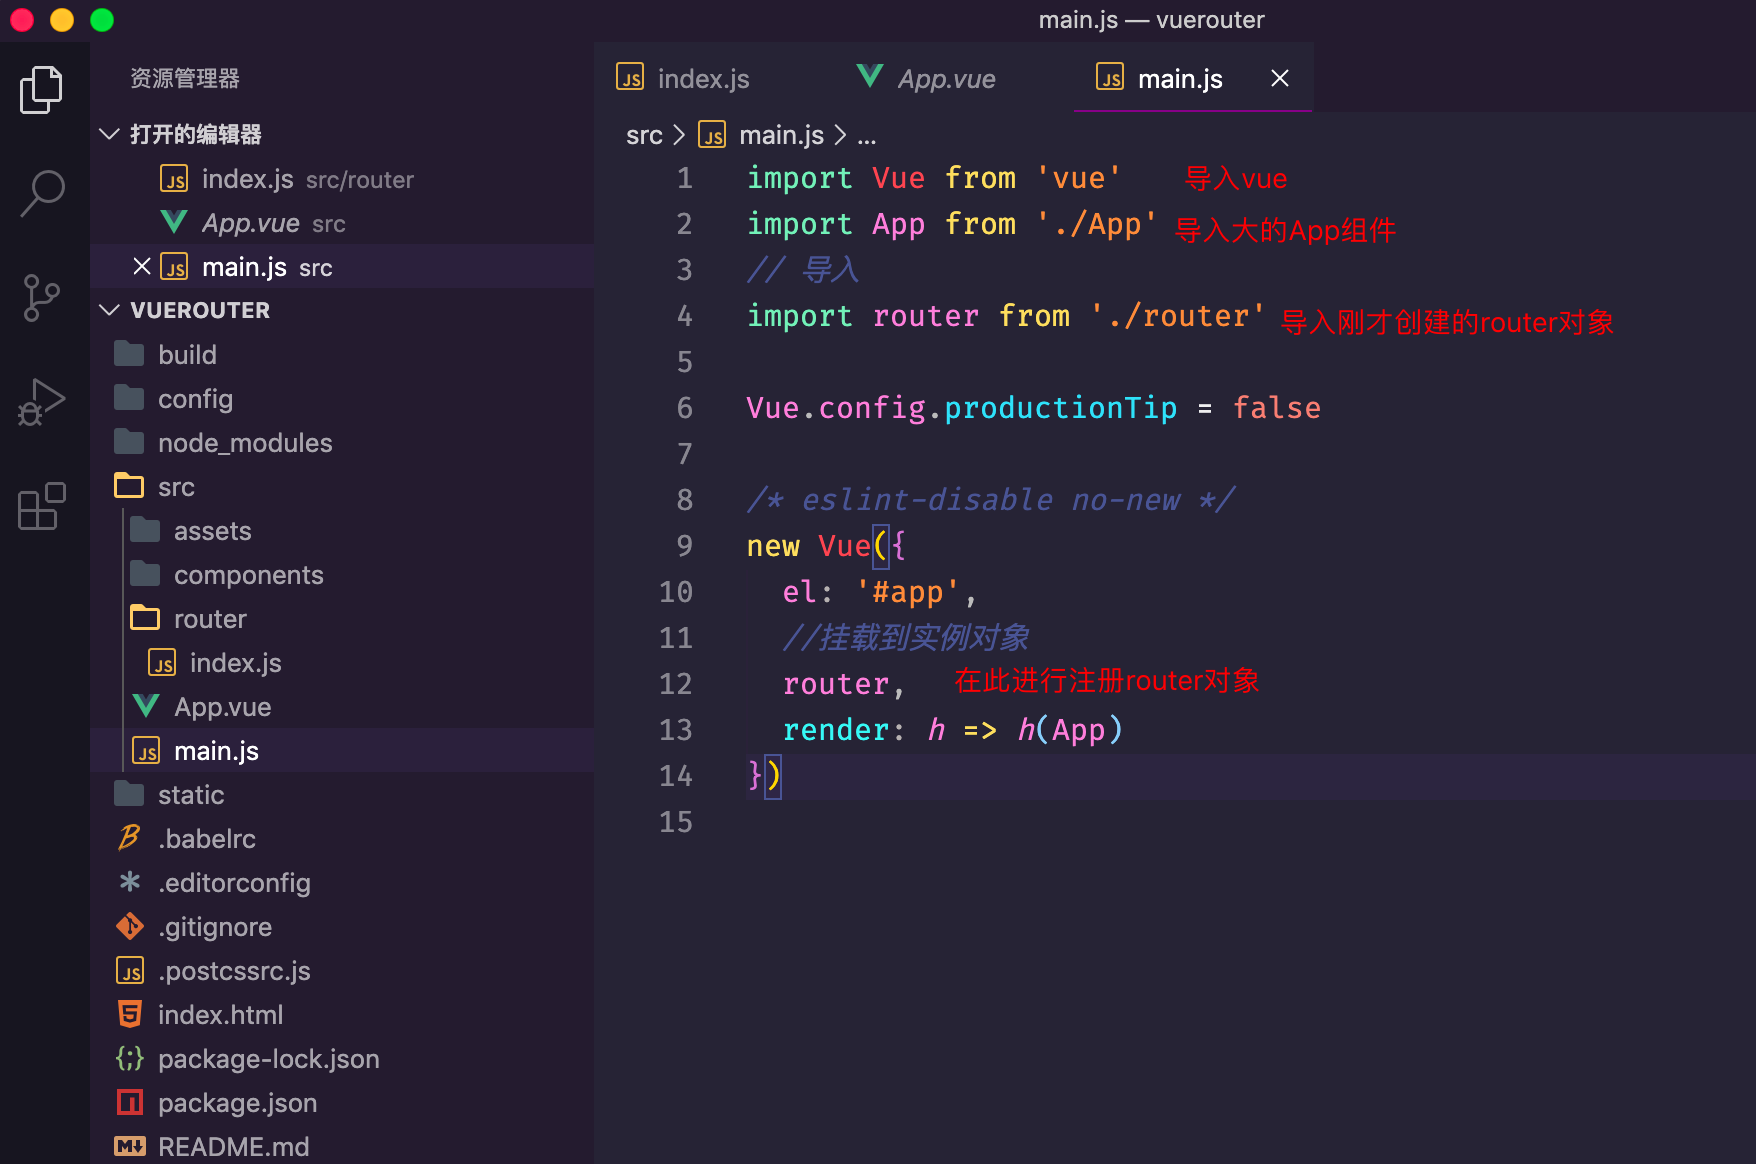 main.js — vuerouter
资源管理器
打开的编辑器
index.js src/router
App.vue src
main.js src
VUEROUTER
build
config
node_modules
src
assets
components
router
index.js
App.vue
main.js
static
.babelrc
.editorconfig
.gitignore
.postcssrc.js
index.html
package-lock.json
package.json
README.md
index.js App.vue main.js
src > main.js > ...
1 import Vue from 'vue' 导入vue
2 import App from './App' 导入大的App组件
3 // 导入
4 import router from './router' 导入刚才创建的router对象
5
6 Vue.config.productionTip = false
7
8 /* eslint-disable no-new */
9 new Vue({
10 el: '#app',
11 //挂载到实例对象
12 router, 在此进行注册router对象
13 render: h => h(App)
14 })
15